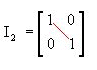 I₂ = [1 0
0 1]